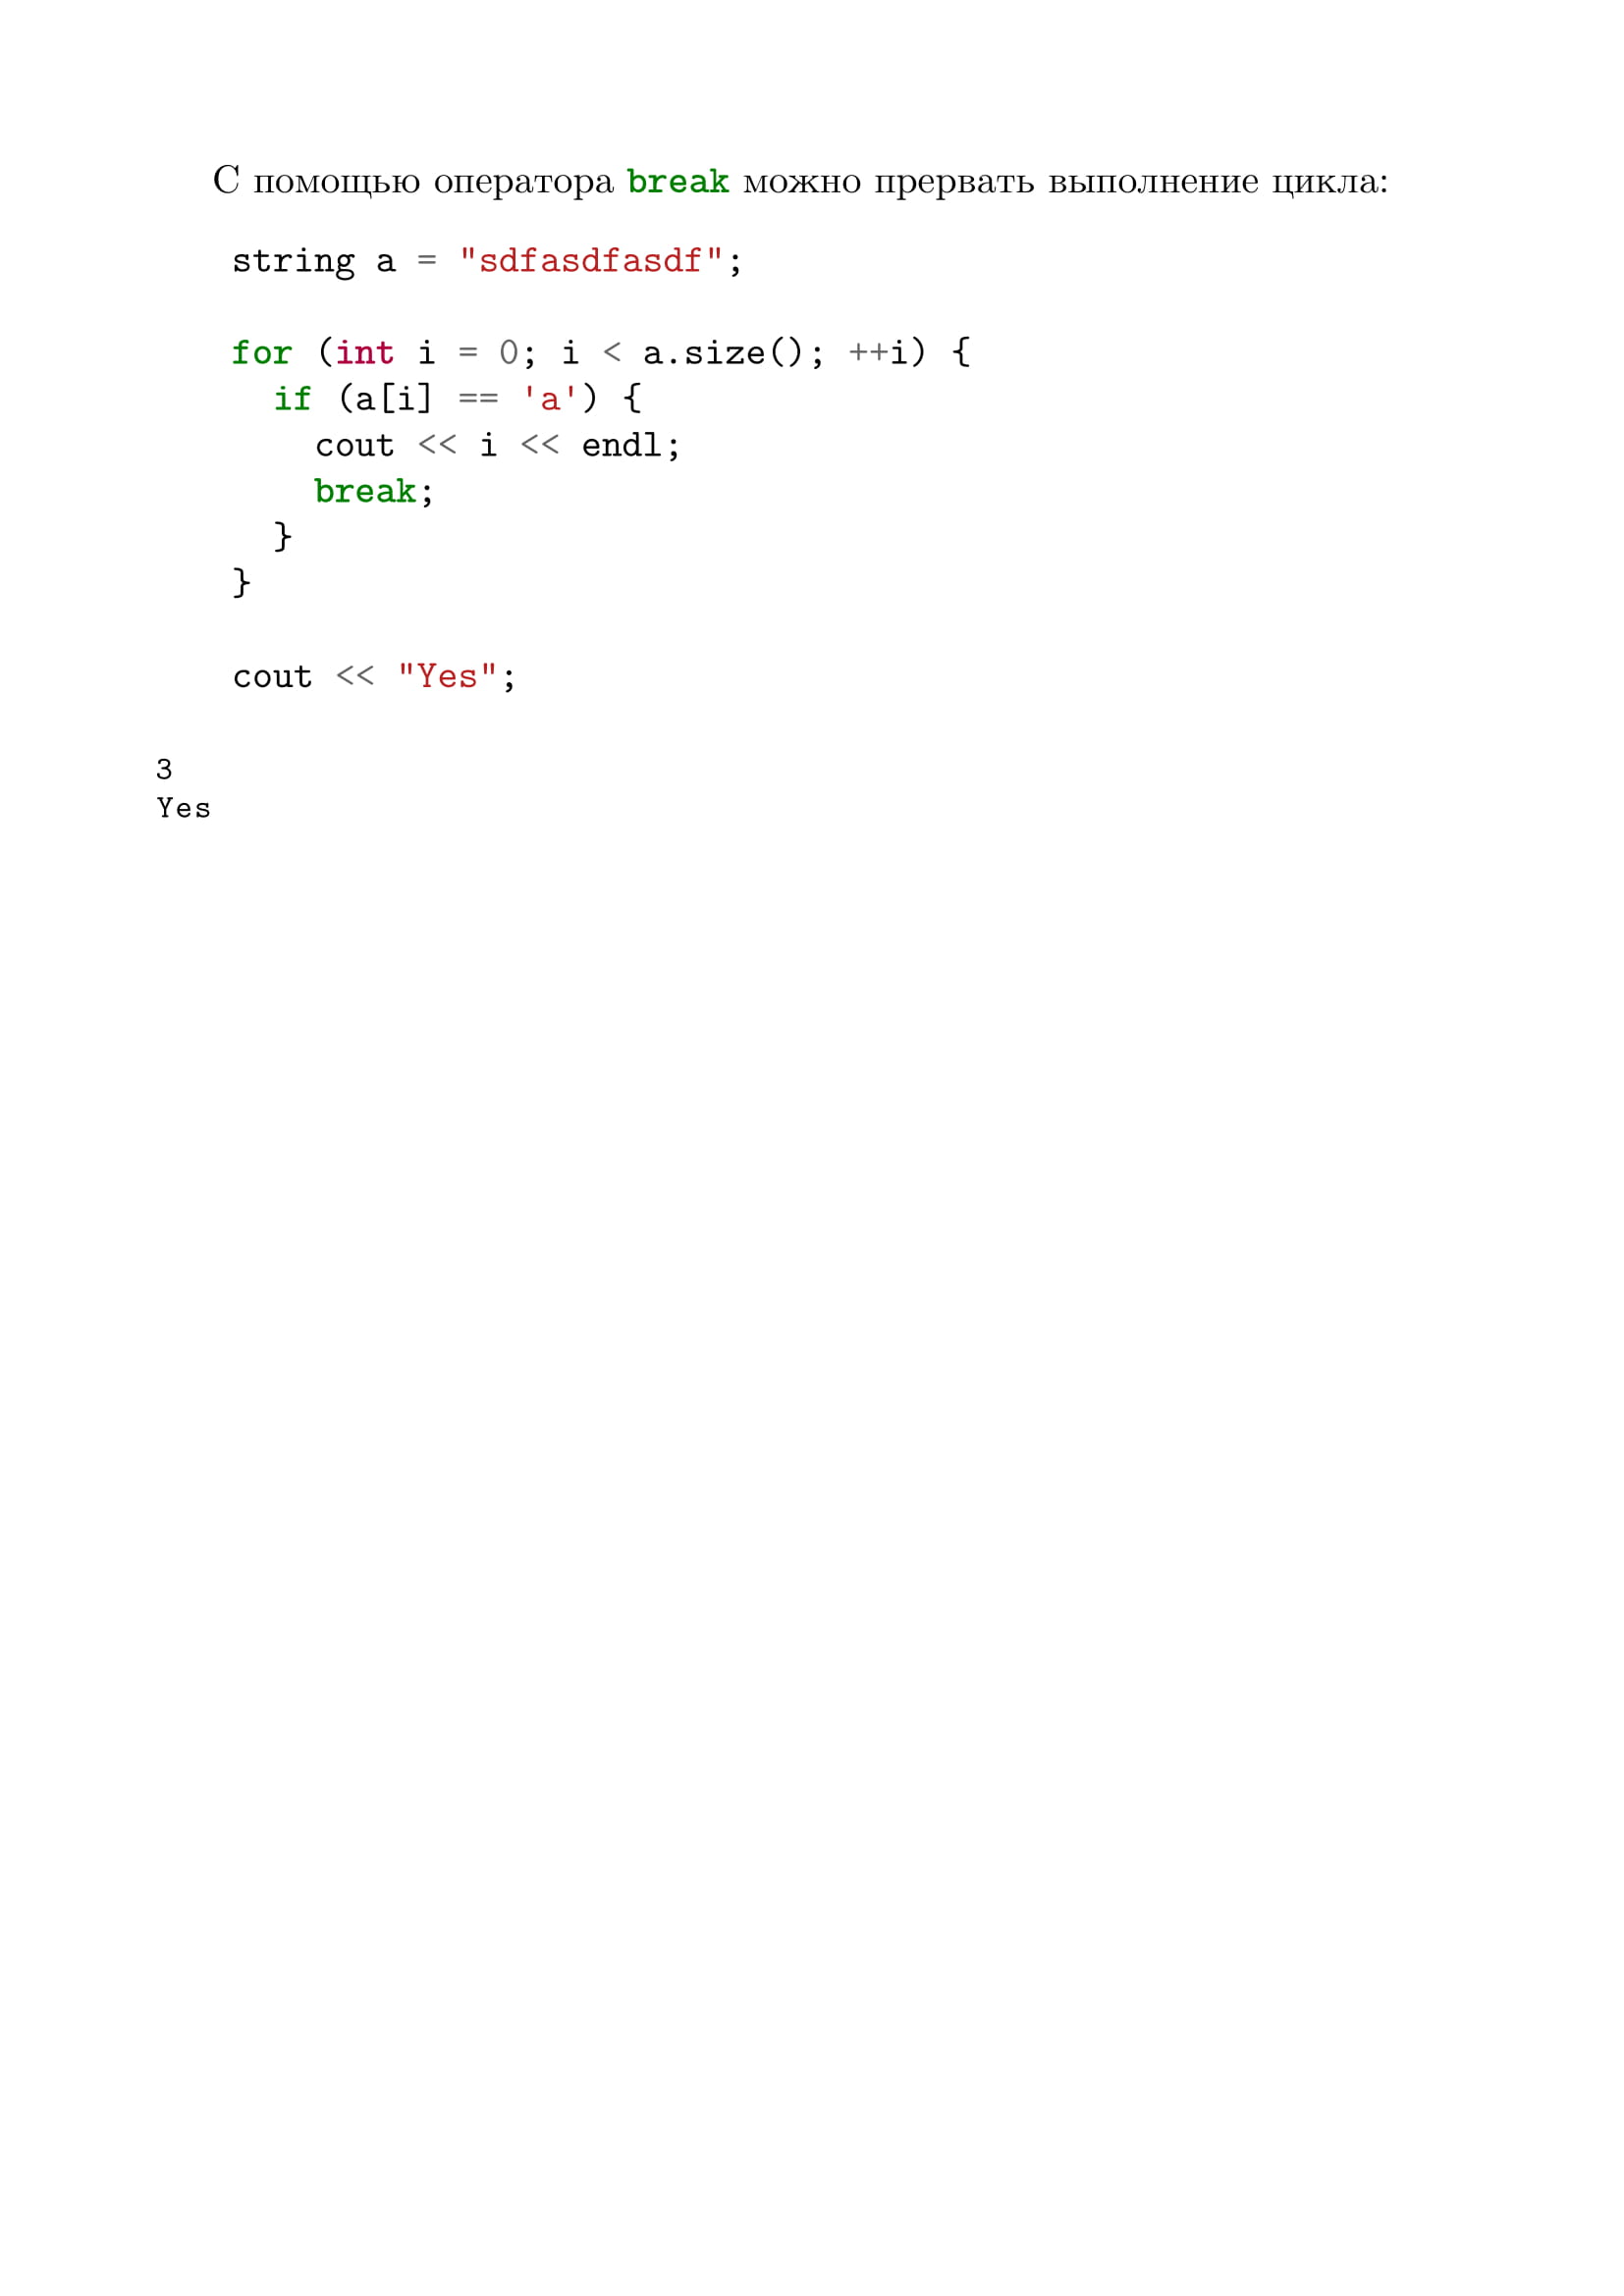 С помощью оператора break можно прервать выполнение цикла:
string a = "sdfasdfasdf";
for (int i = 0; i < a.size(); ++i) {
  if (a[i] == 'a') {
    cout << i << endl;
    break;
  }
}
cout << "Yes";
3
Yes